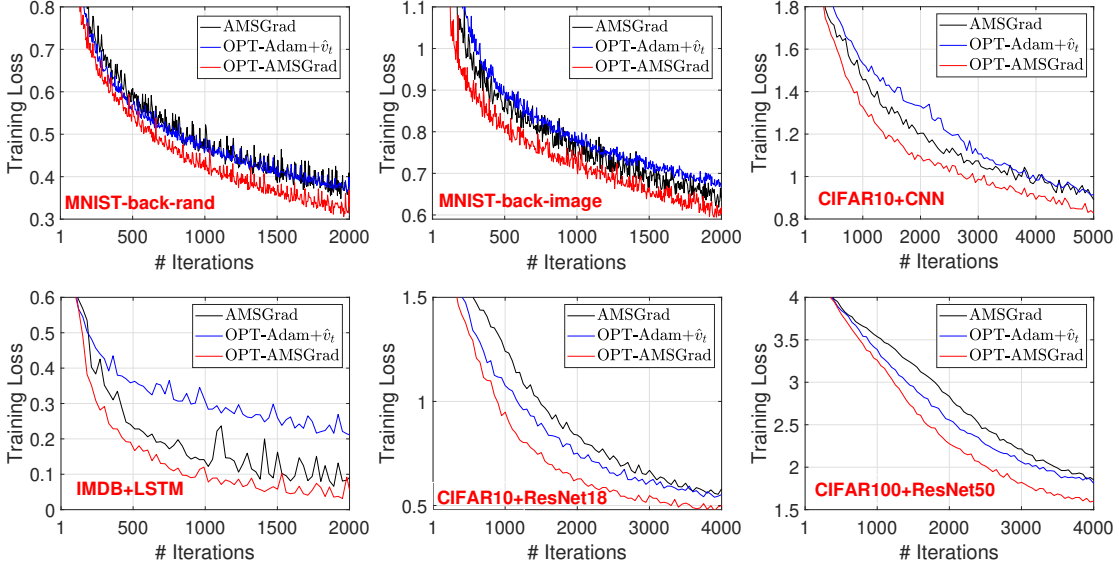 0.8
0.7
0.6
0.5
0.4
0.3
Training Loss
AMSGrad
OPT-Adam+v̂ₜ
OPT-AMSGrad
MNIST-back-rand
1 500 1000 1500 2000
# Iterations
1.1
1
0.9
0.8
0.7
0.6
Training Loss
AMSGrad
OPT-Adam+v̂ₜ
OPT-AMSGrad
MNIST-back-image
1 500 1000 1500 2000
# Iterations
1.8
1.6
1.4
1.2
1
0.8
Training Loss
AMSGrad
OPT-Adam+v̂ₜ
OPT-AMSGrad
CIFAR10+CNN
1 1000 2000 3000 4000 5000
# Iterations
0.6
0.5
0.4
0.3
0.2
0.1
0
Training Loss
AMSGrad
OPT-Adam+v̂ₜ
OPT-AMSGrad
IMDB+LSTM
1 500 1000 1500 2000
# Iterations
1.5
1
0.5
Training Loss
AMSGrad
OPT-Adam+v̂ₜ
OPT-AMSGrad
CIFAR10+ResNet18
1 1000 2000 3000 4000
# Iterations
4
3.5
3
2.5
2
1.5
Training Loss
AMSGrad
OPT-Adam+v̂ₜ
OPT-AMSGrad
CIFAR100+ResNet50
1 1000 2000 3000 4000
# Iterations